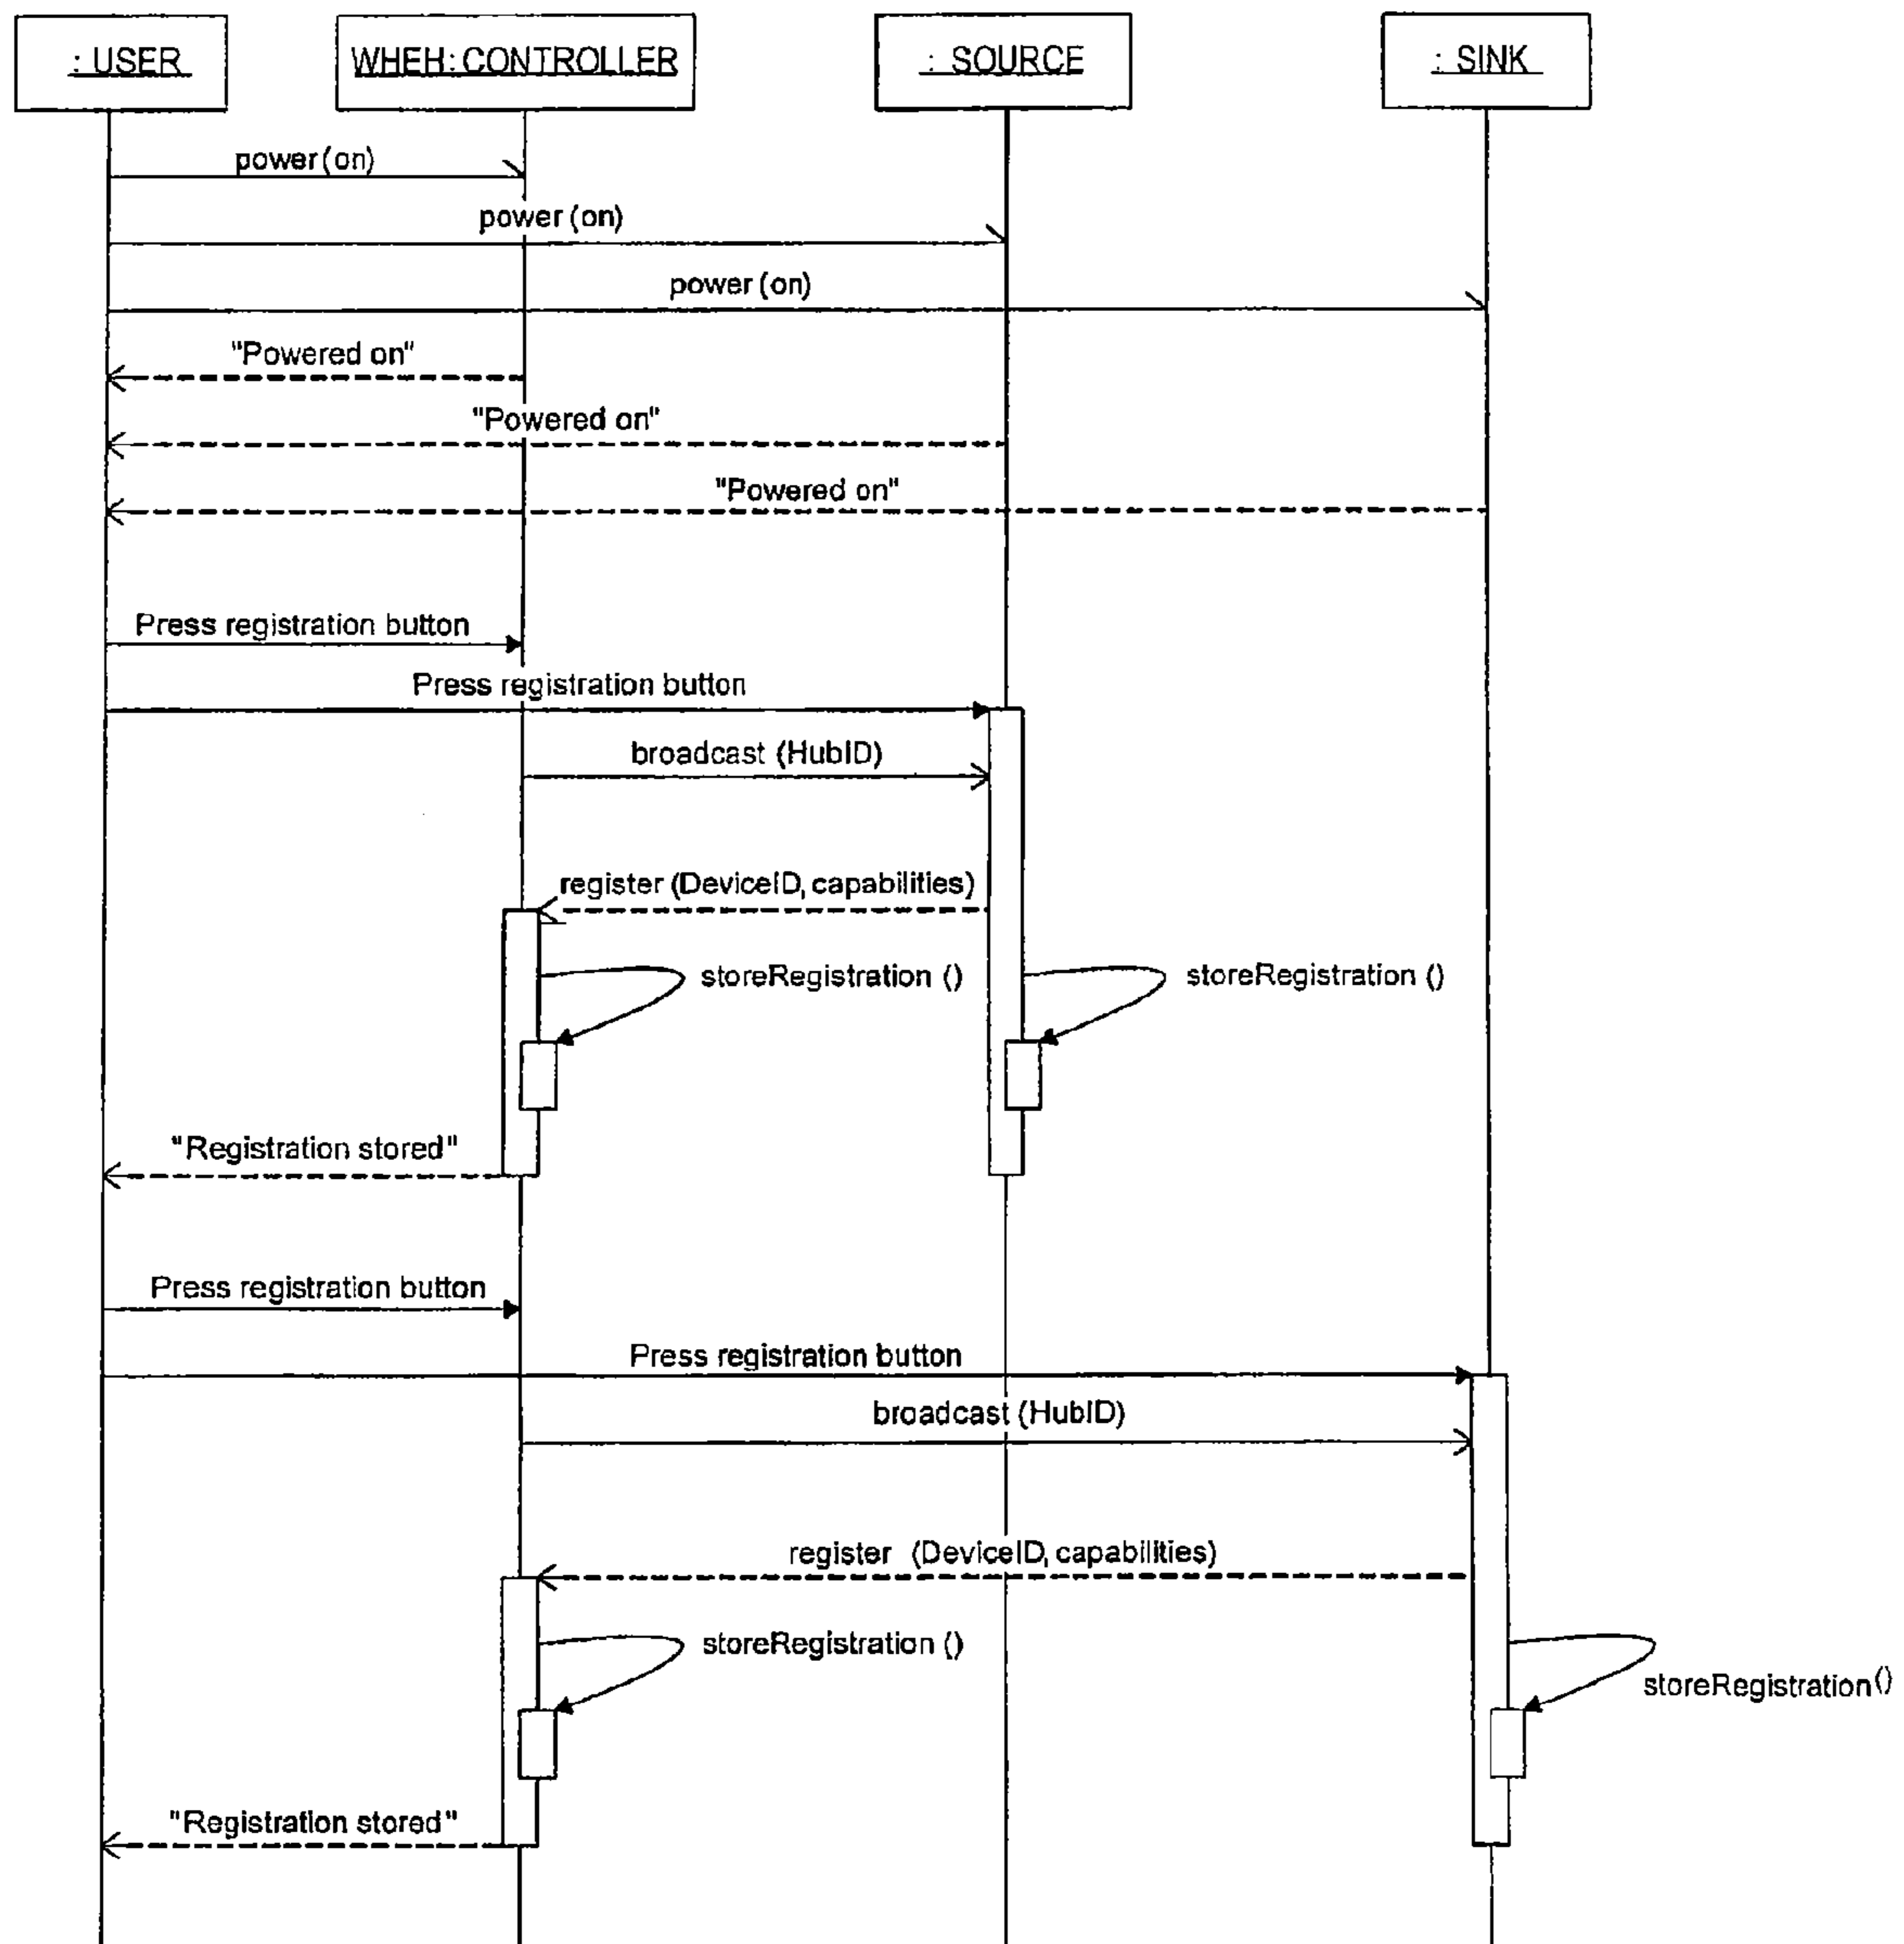 : USER
WHEH: CONTROLLER
: SOURCE
: SINK
power (on)
power (on)
power (on)
"Powered on"
"Powered on"
"Powered on"
Press registration button
Press registration button
broadcast (HubID)
register (DeviceID, capabilities)
storeRegistration ()
storeRegistration ()
"Registration stored"
Press registration button
Press registration button
broadcast (HubID)
register (DeviceID, capabilities)
storeRegistration ()
storeRegistration ()
"Registration stored"